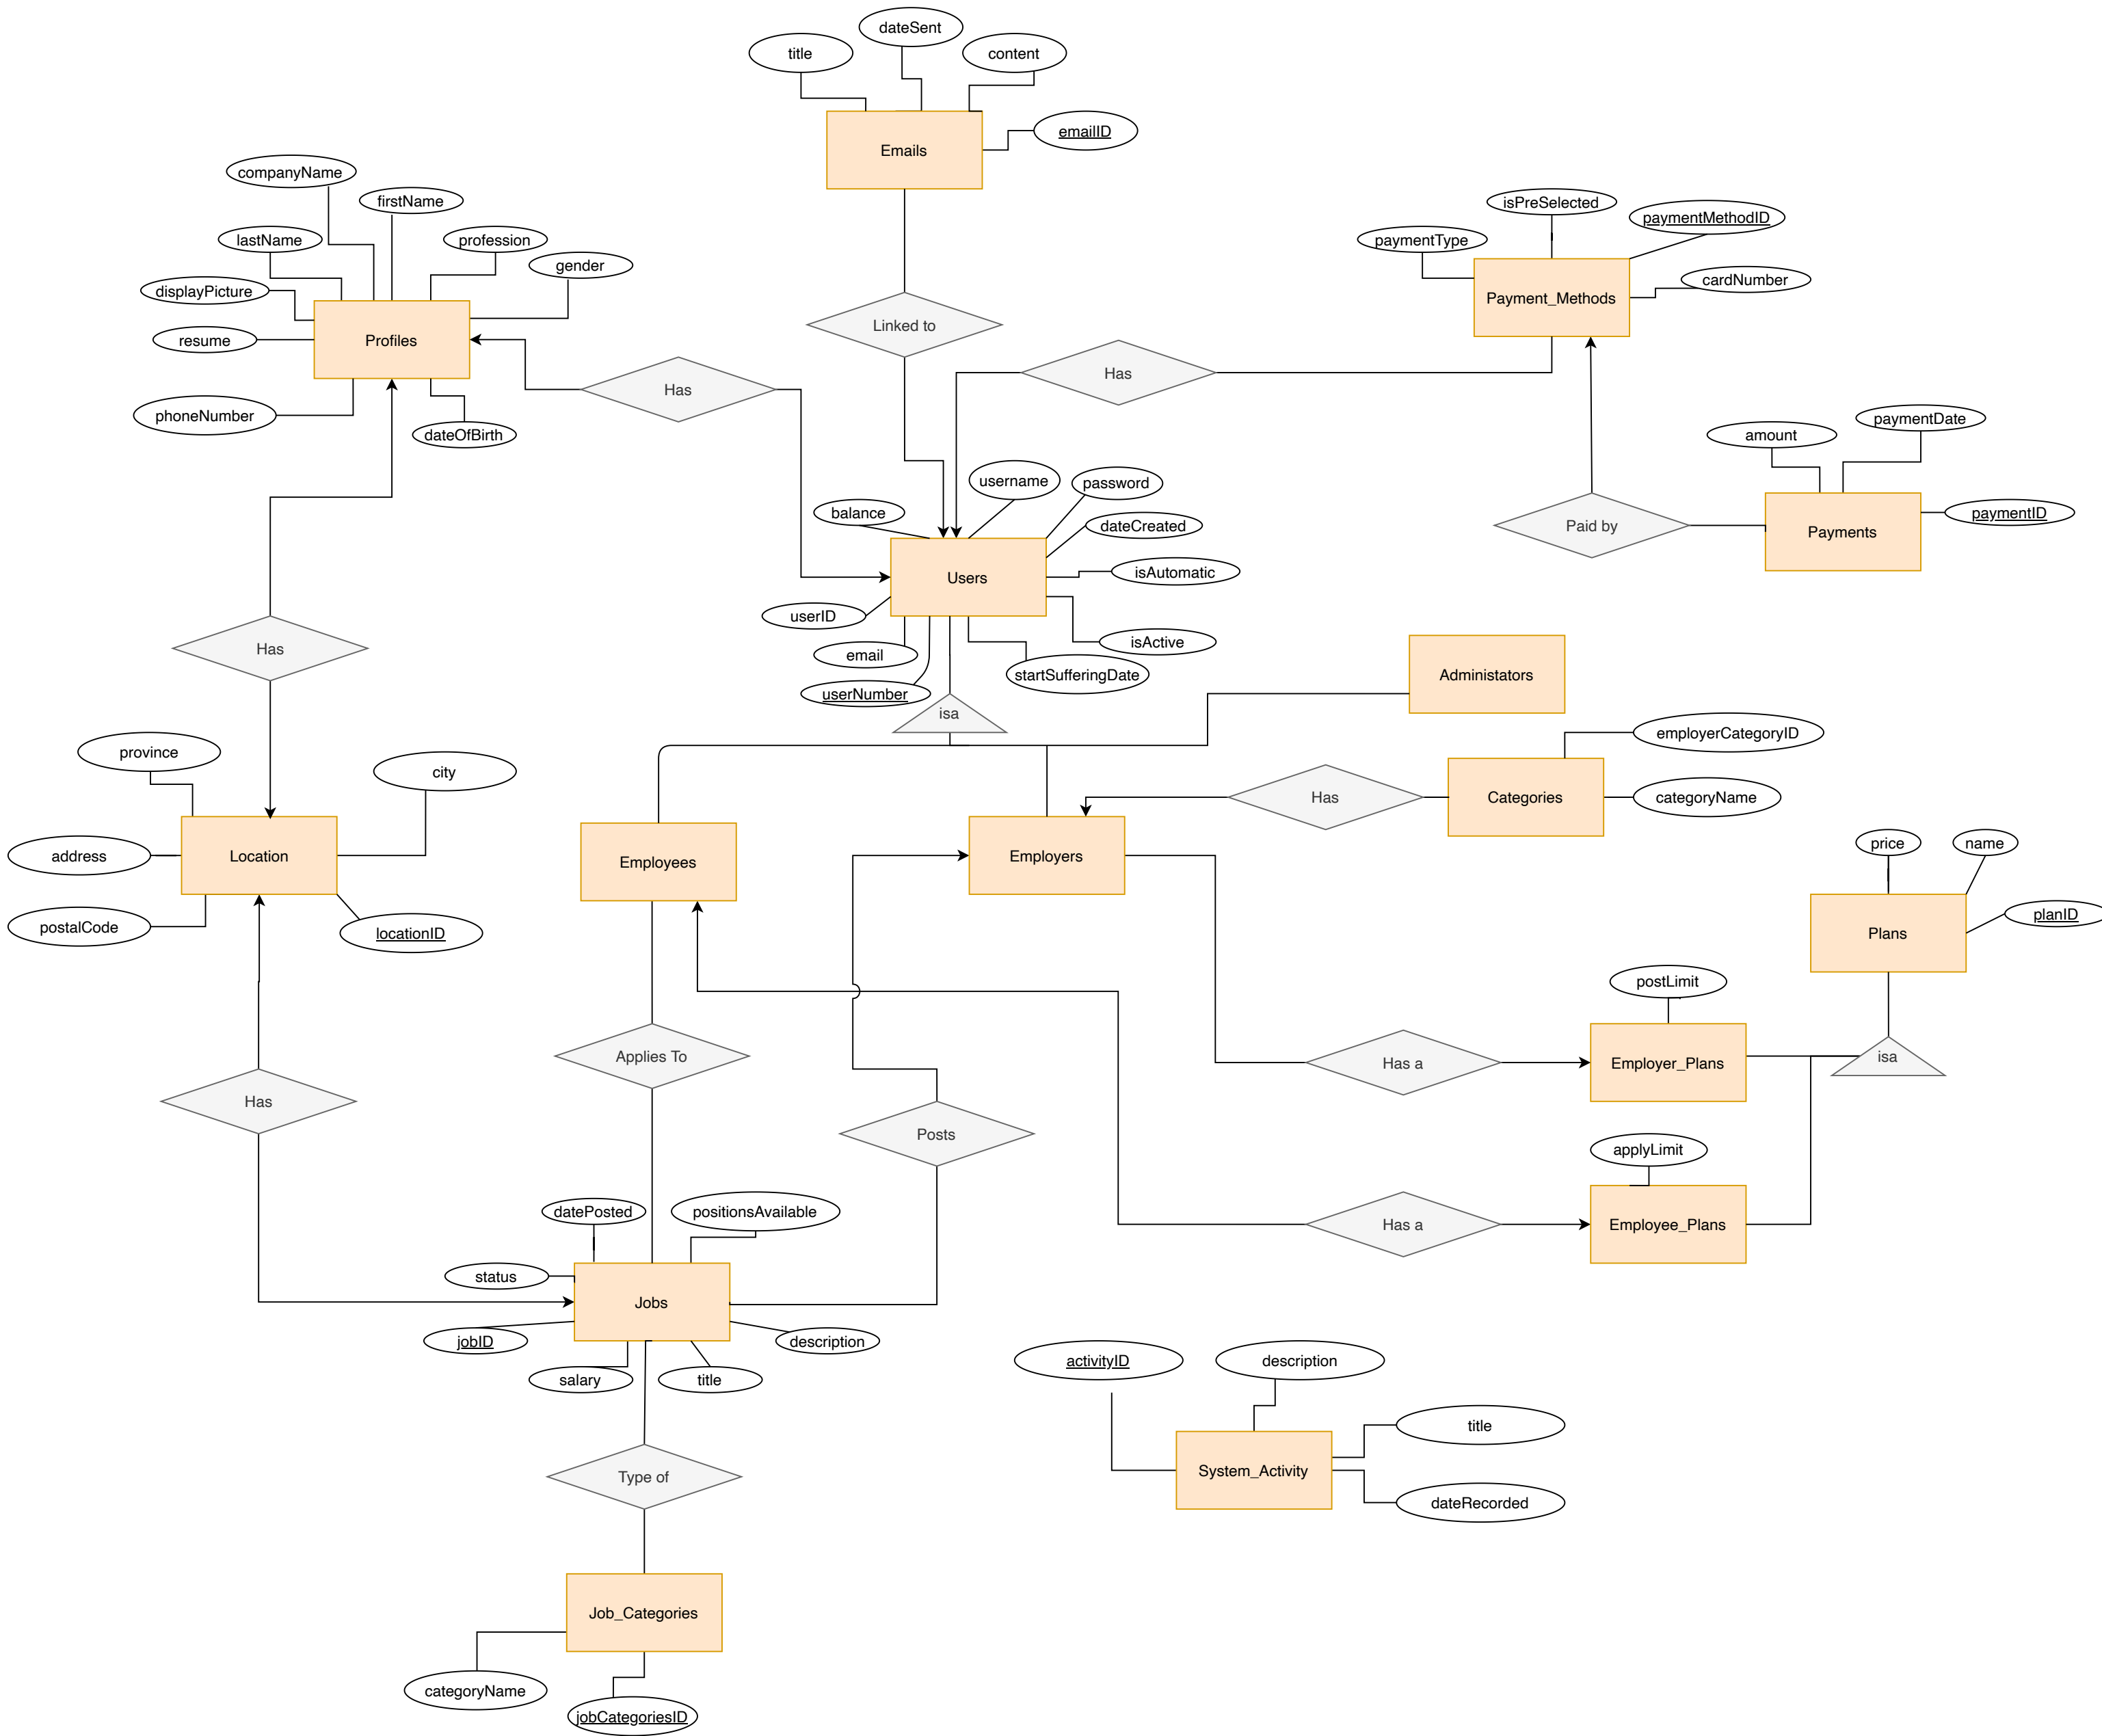 dateSent
title
content
emailID
Emails
companyName
firstName
isPreSelected
paymentMethodID
lastName
profession
paymentType
gender
cardNumber
displayPicture
Payment_Methods
Linked to
resume
Profiles
Has
Has
phoneNumber
dateOfBirth
amount
paymentDate
username
password
balance
dateCreated
paymentID
Paid by
Payments
isAutomatic
Users
userID
isActive
email
Has
startSufferingDate
Administators
userNumber
isa
employerCategoryID
province
city
Has
Categories
categoryName
price
name
address
Location
Employees
Employers
planID
postalCode
locationID
Plans
postLimit
Applies To
Has a
Employer_Plans
isa
Has
Posts
applyLimit
datePosted
positionsAvailable
Has a
Employee_Plans
status
Jobs
jobID
description
activityID
description
salary
title
title
Type of
System_Activity
dateRecorded
Job_Categories
categoryName
jobCategoriesID